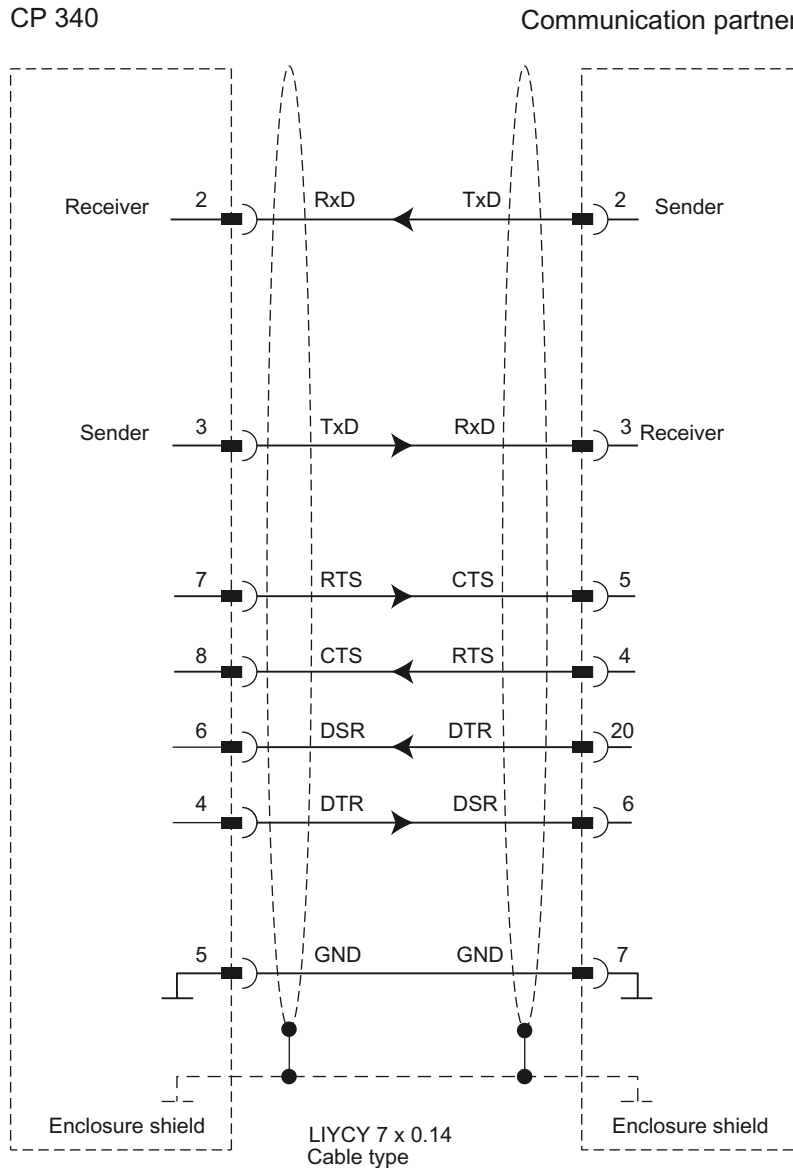 CP 340 Communication partner
Receiver 2 RxD TxD 2 Sender
Sender 3 TxD RxD 3 Receiver
7 RTS CTS 5
8 CTS RTS 4
6 DSR DTR 20
4 DTR DSR 6
5 GND GND 7
Enclosure shield LIYCY 7 x 0.14 Enclosure shield
Cable type